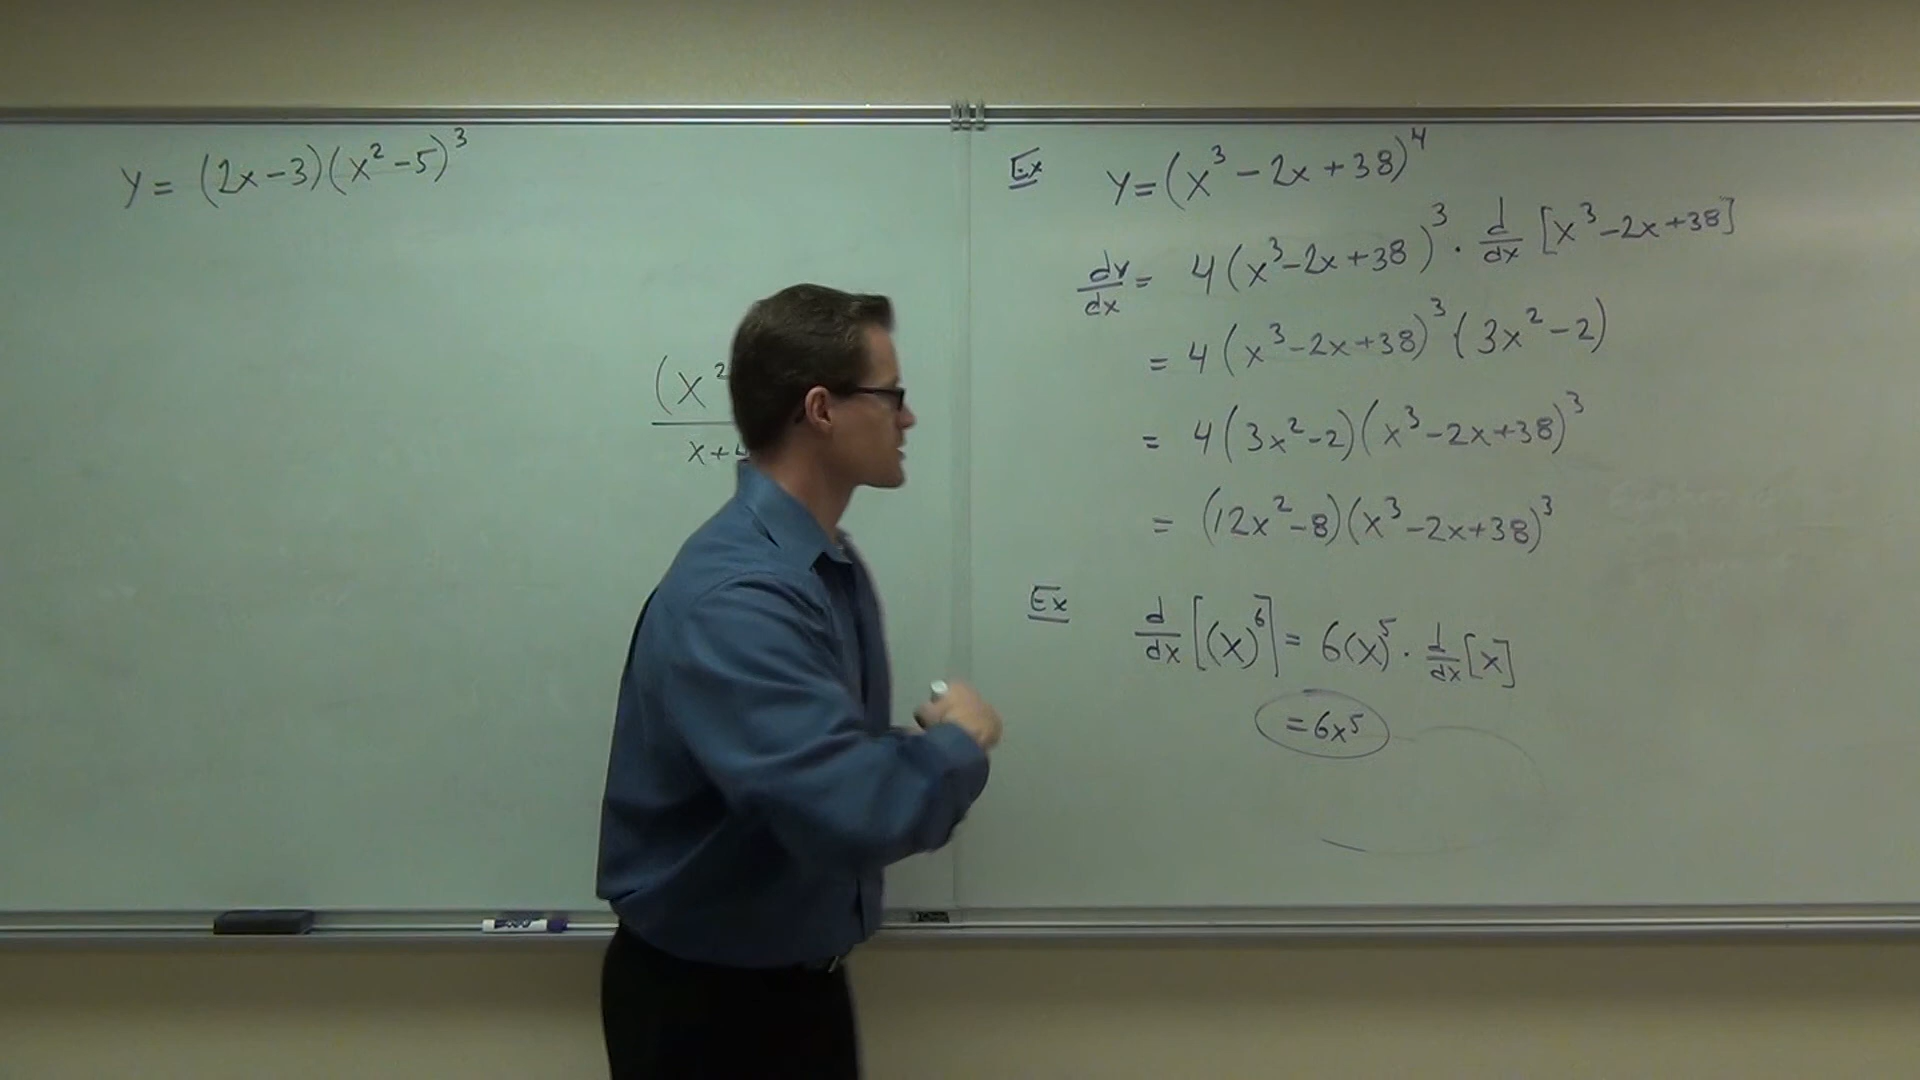 y = (2x-3)(x²-5)³
(x²
x+4
Ex y = (x³-2x+38)⁴
dy/dx = 4(x³-2x+38)³ · d/dx [x³-2x+38]
= 4(x³-2x+38)³(3x²-2)
= 4(3x²-2)(x³-2x+38)³
= (12x²-8)(x³-2x+38)³
Ex d/dx[(x)⁶] = 6(x)⁵ · d/dx[x]
= 6x⁵